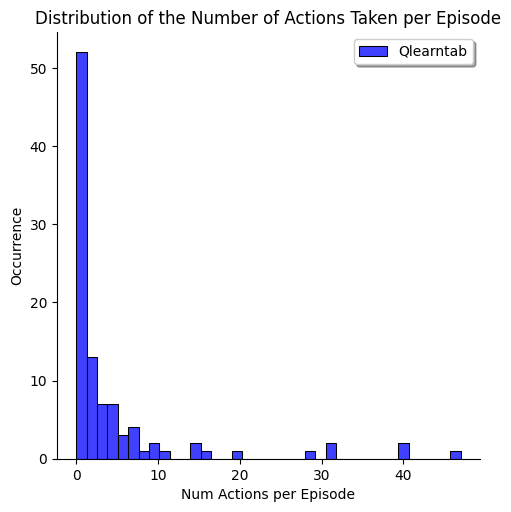 Distribution of the Number of Actions Taken per Episode
Qlearntab
50
40
30
20
10
0
Occurrence
0 10 20 30 40
Num Actions per Episode